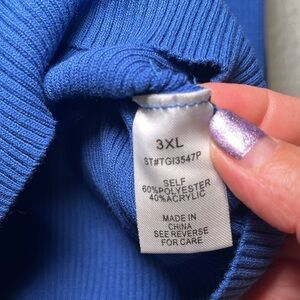 3XL
ST#TGI3547P
SELF
60%POLYESTER
40%ACRYLIC
MADE IN
CHINA
SEE REVERSE
FOR CARE